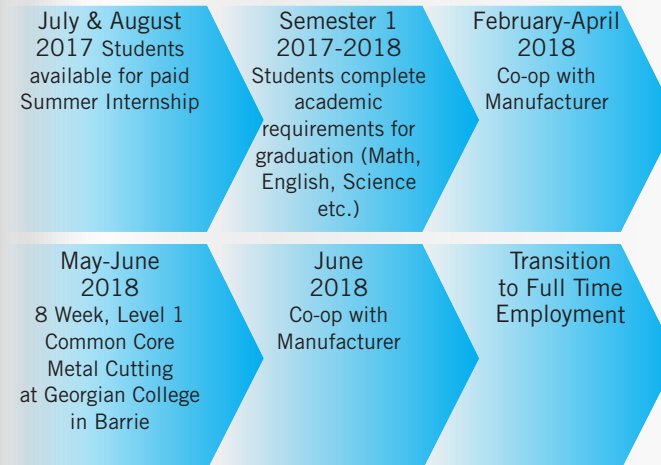 July & August
2017 Students
available for paid
Summer Internship
Semester 1
2017-2018
Students complete
academic
requirements for
graduation (Math,
English, Science
etc.)
February-April
2018
Co-op with
Manufacturer
May-June
2018
8 Week, Level 1
Common Core
Metal Cutting
at Georgian College
in Barrie
June
2018
Co-op with
Manufacturer
Transition
to Full Time
Employment